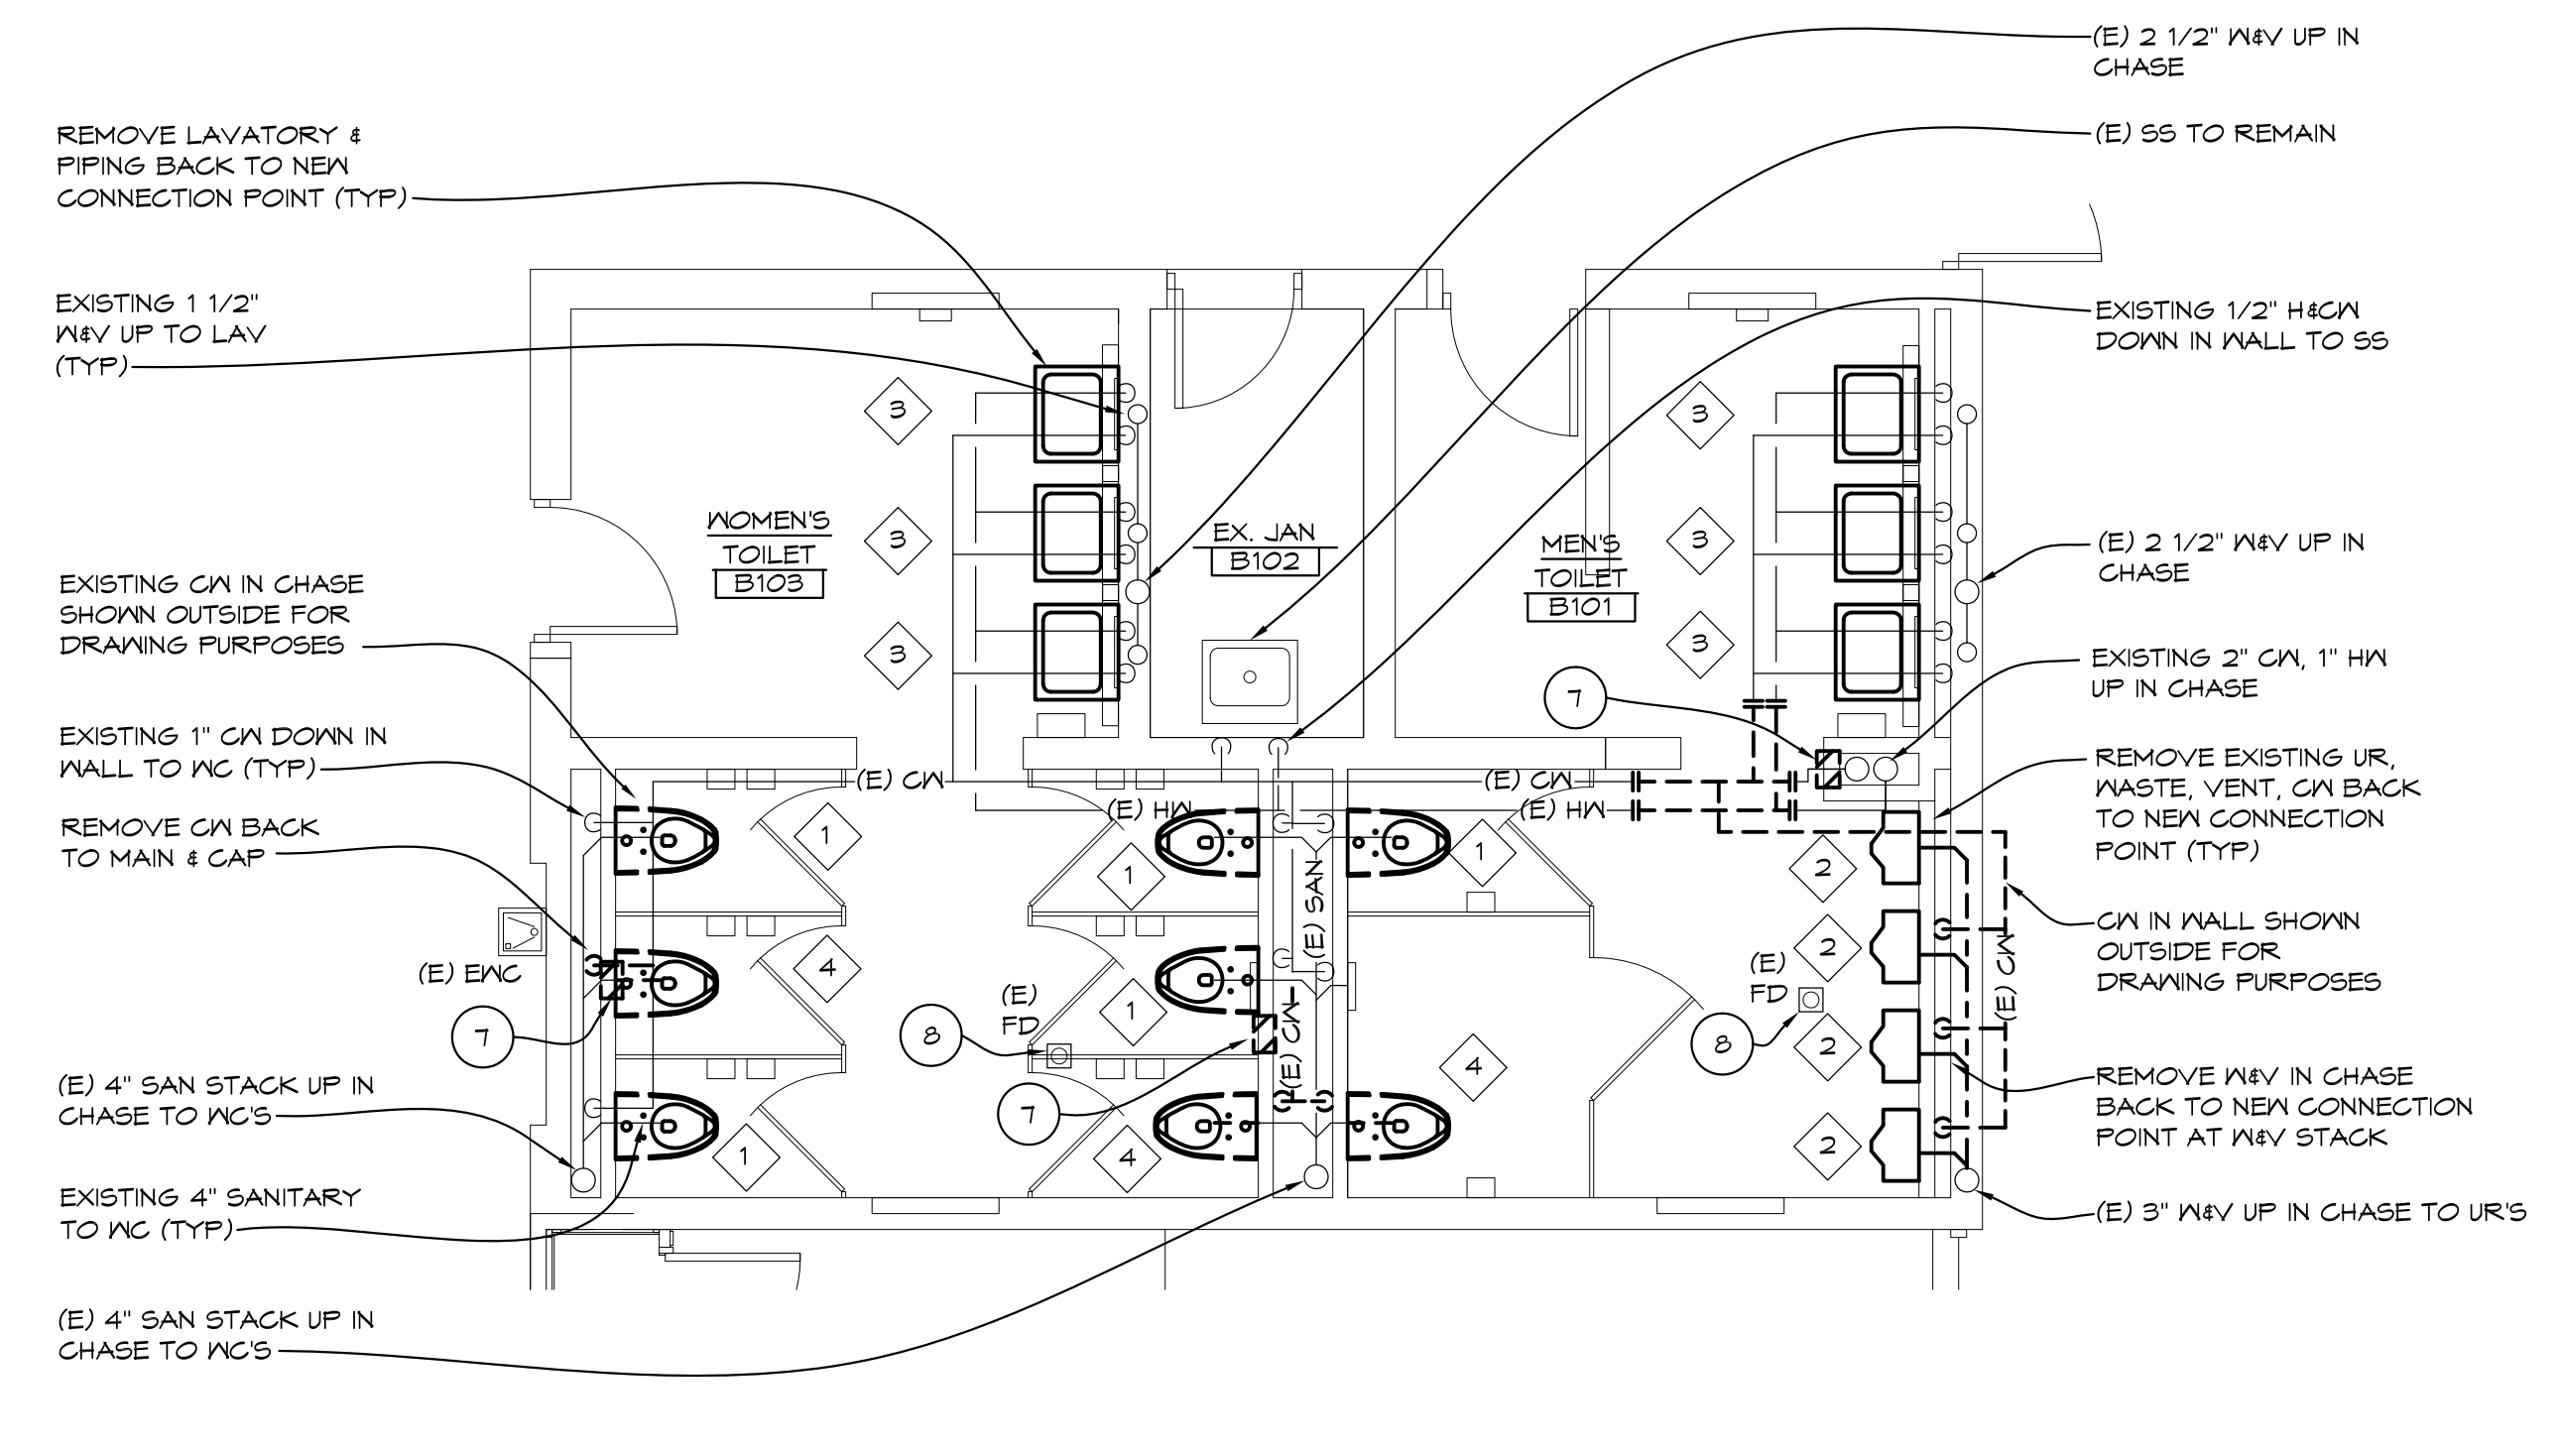 (E) 2 1/2" W&V UP IN
CHASE
REMOVE LAVATORY &
PIPING BACK TO NEW
CONNECTION POINT (TYP)
(E) SS TO REMAIN
EXISTING 1 1/2"
W&V UP TO LAV
(TYP)
EXISTING 1/2" H&CW
DOWN IN WALL TO SS
3
3
3
3
3
3
WOMEN'S
TOILET
B103
EX. JAN
B102
MEN'S
TOILET
B101
(E) 2 1/2" W&V UP IN
CHASE
EXISTING CW IN CHASE
SHOWN OUTSIDE FOR
DRAWING PURPOSES
EXISTING 2" CW, 1" HW
UP IN CHASE
7
EXISTING 1" CW DOWN IN
WALL TO WC (TYP)
(E) CW
(E) CW
(E) HW
(E) HW
REMOVE EXISTING UR,
WASTE, VENT, CW BACK
TO NEW CONNECTION
POINT (TYP)
REMOVE CW BACK
TO MAIN & CAP
1
1
1
2
(E) SAN
CW IN WALL SHOWN
OUTSIDE FOR
DRAWING PURPOSES
(E) EWC
4
1
2
(E)
FD
(E)
FD
(E) CW
(E) CW
7
8
8
2
4
7
REMOVE W&V IN CHASE
BACK TO NEW CONNECTION
POINT AT W&V STACK
(E) 4" SAN STACK UP IN
CHASE TO WC'S
1
4
2
EXISTING 4" SANITARY
TO WC (TYP)
(E) 3" W&V UP IN CHASE TO UR'S
(E) 4" SAN STACK UP IN
CHASE TO WC'S